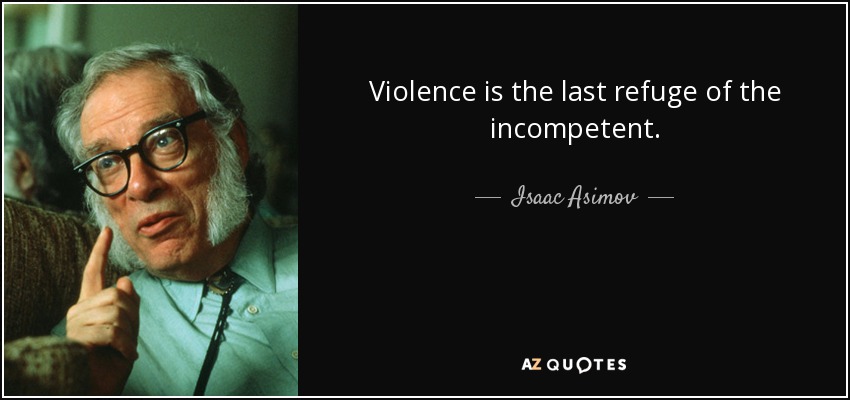 Violence is the last refuge of the
incompetent.
Isaac Asimov
AZ QUOTES